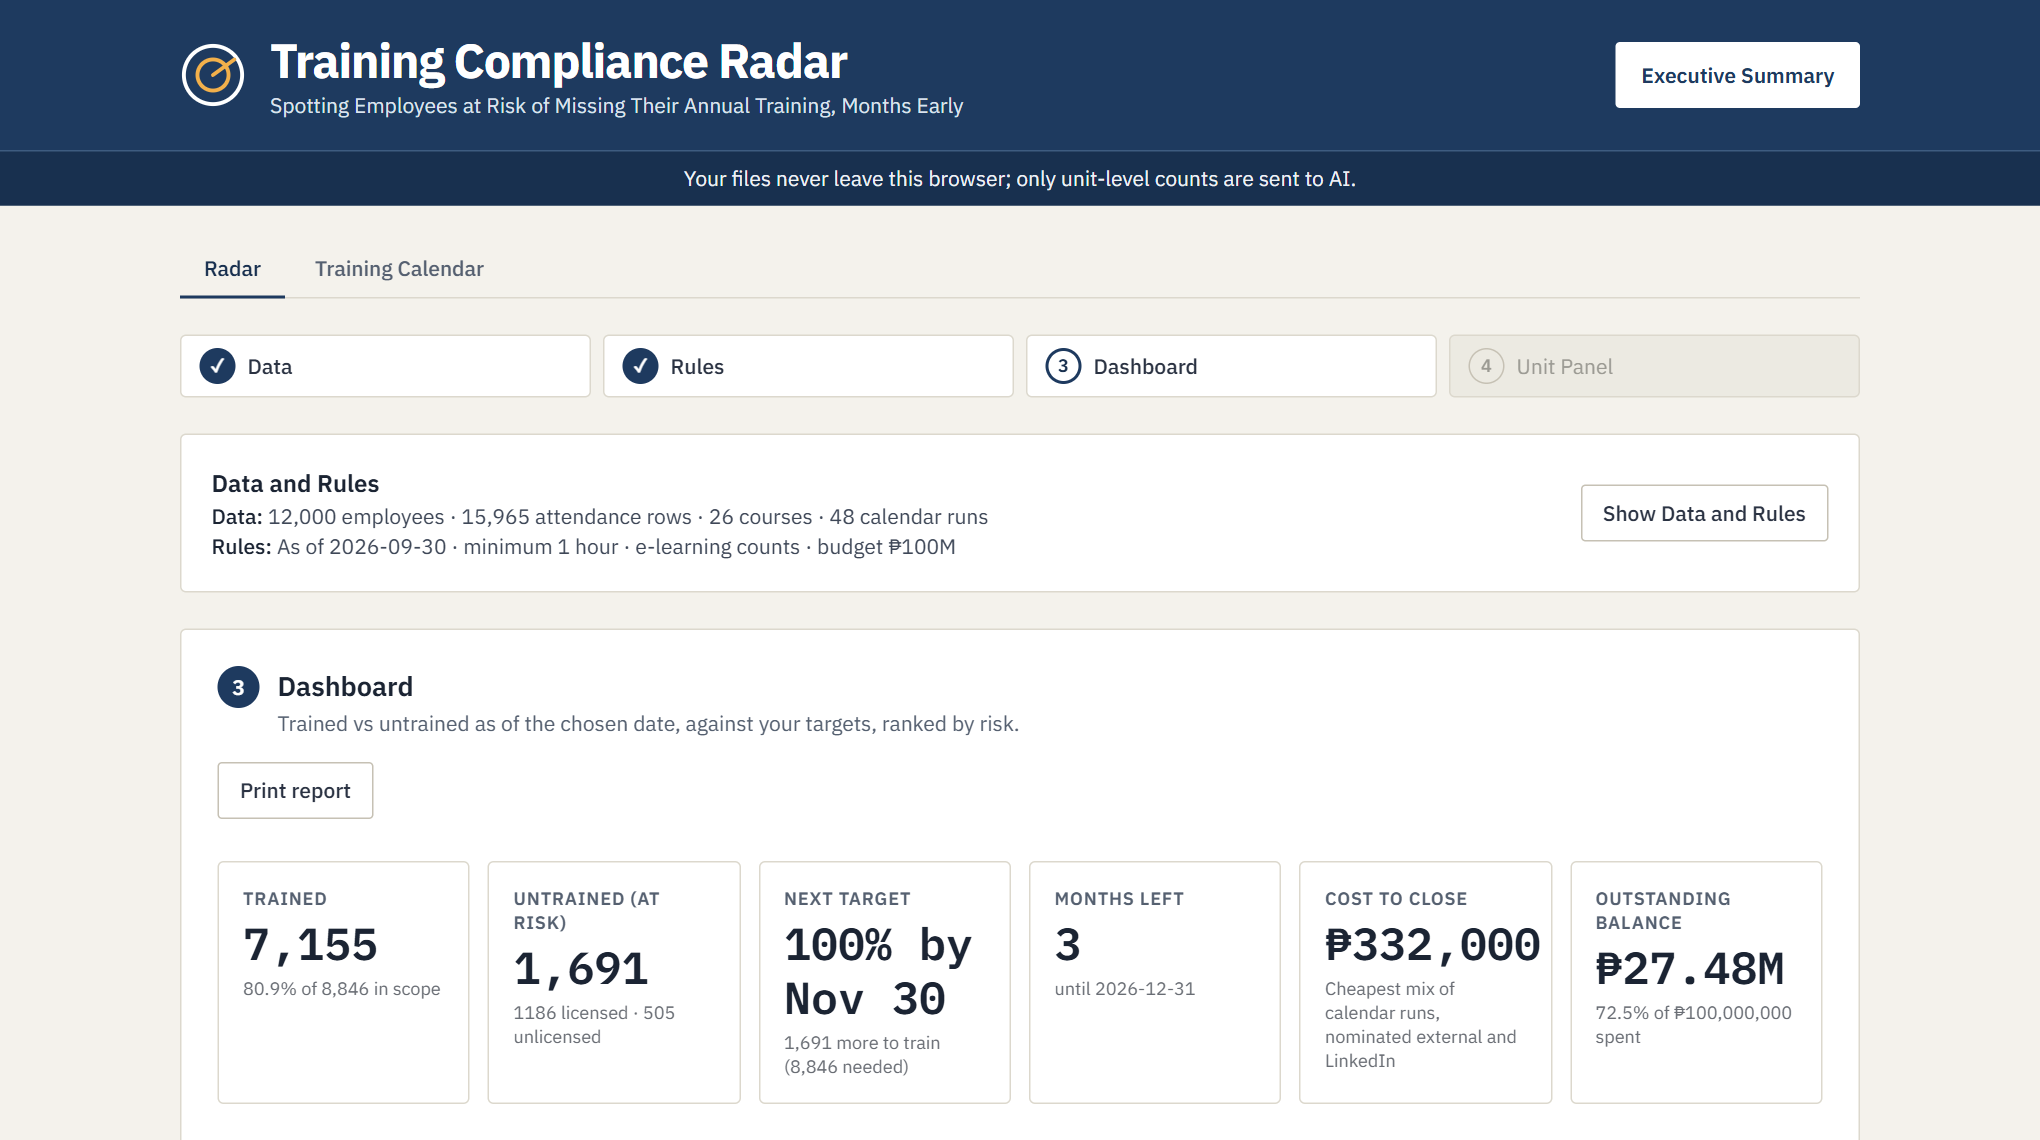 Training Compliance Radar
Spotting Employees at Risk of Missing Their Annual Training, Months Early
Executive Summary
Your files never leave this browser; only unit-level counts are sent to AI.
Radar
Training Calendar
Data
Rules
3 Dashboard
4 Unit Panel
Data and Rules
Data: 12,000 employees · 15,965 attendance rows · 26 courses · 48 calendar runs
Rules: As of 2026-09-30 · minimum 1 hour · e-learning counts · budget ₱100M
Show Data and Rules
3 Dashboard
Trained vs untrained as of the chosen date, against your targets, ranked by risk.
Print report
TRAINED
7,155
80.9% of 8,846 in scope
UNTRAINED (AT
RISK)
1,691
1186 licensed · 505
unlicensed
NEXT TARGET
100% by
Nov 30
1,691 more to train
(8,846 needed)
MONTHS LEFT
3
until 2026-12-31
COST TO CLOSE
₱332,000
Cheapest mix of
calendar runs,
nominated external and
LinkedIn
OUTSTANDING
BALANCE
₱27.48M
72.5% of ₱100,000,000
spent